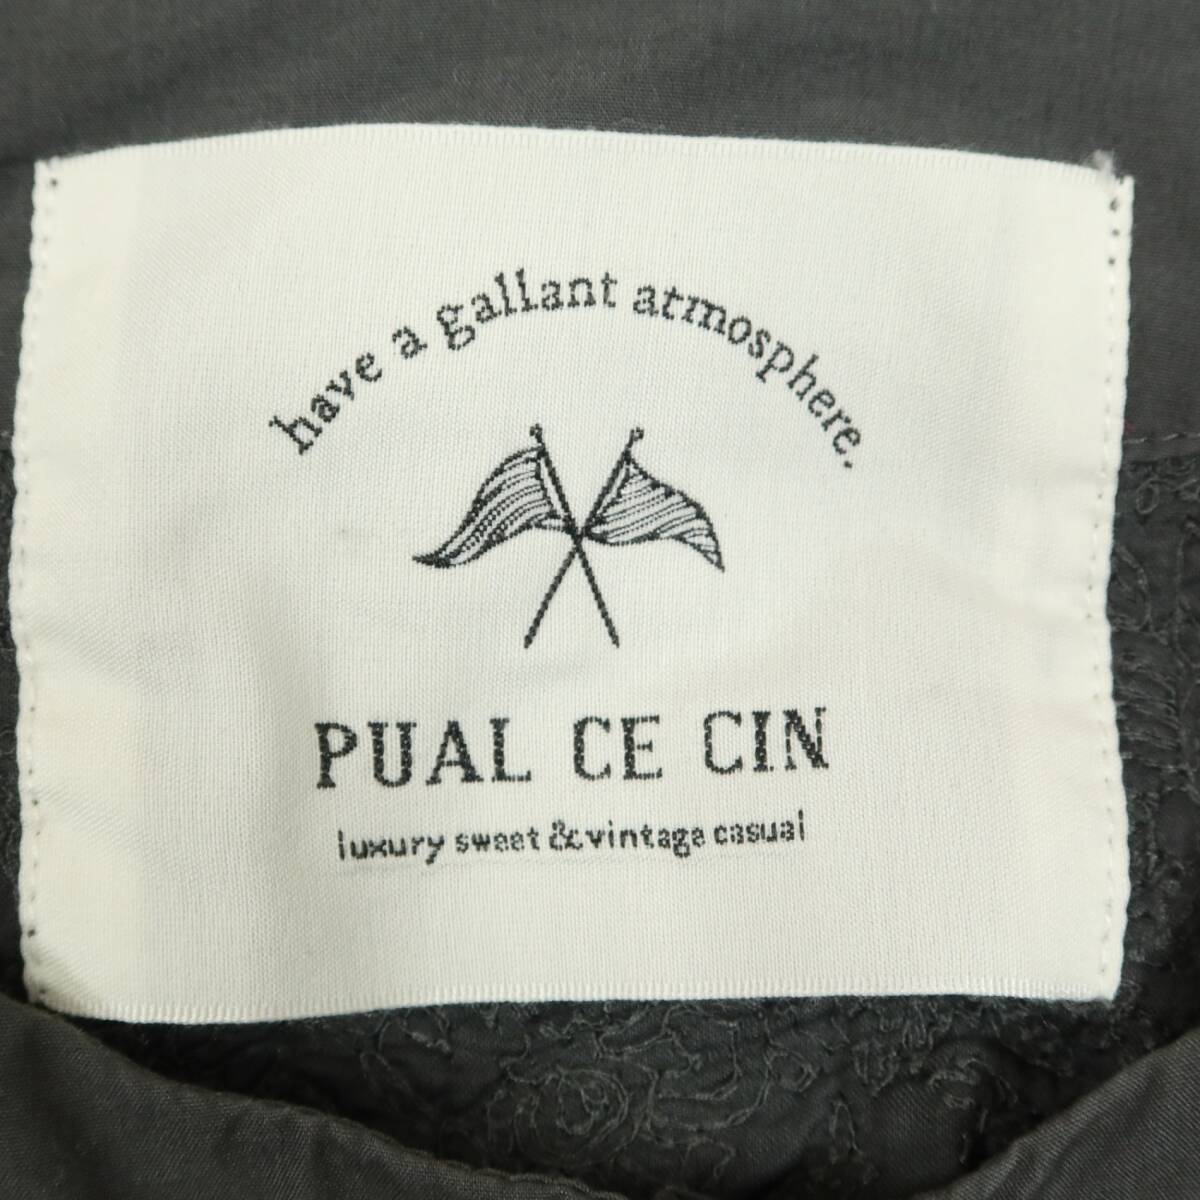 have a gallant atmosphere.
PUAL CE CIN
luxury sweet & vintage casual